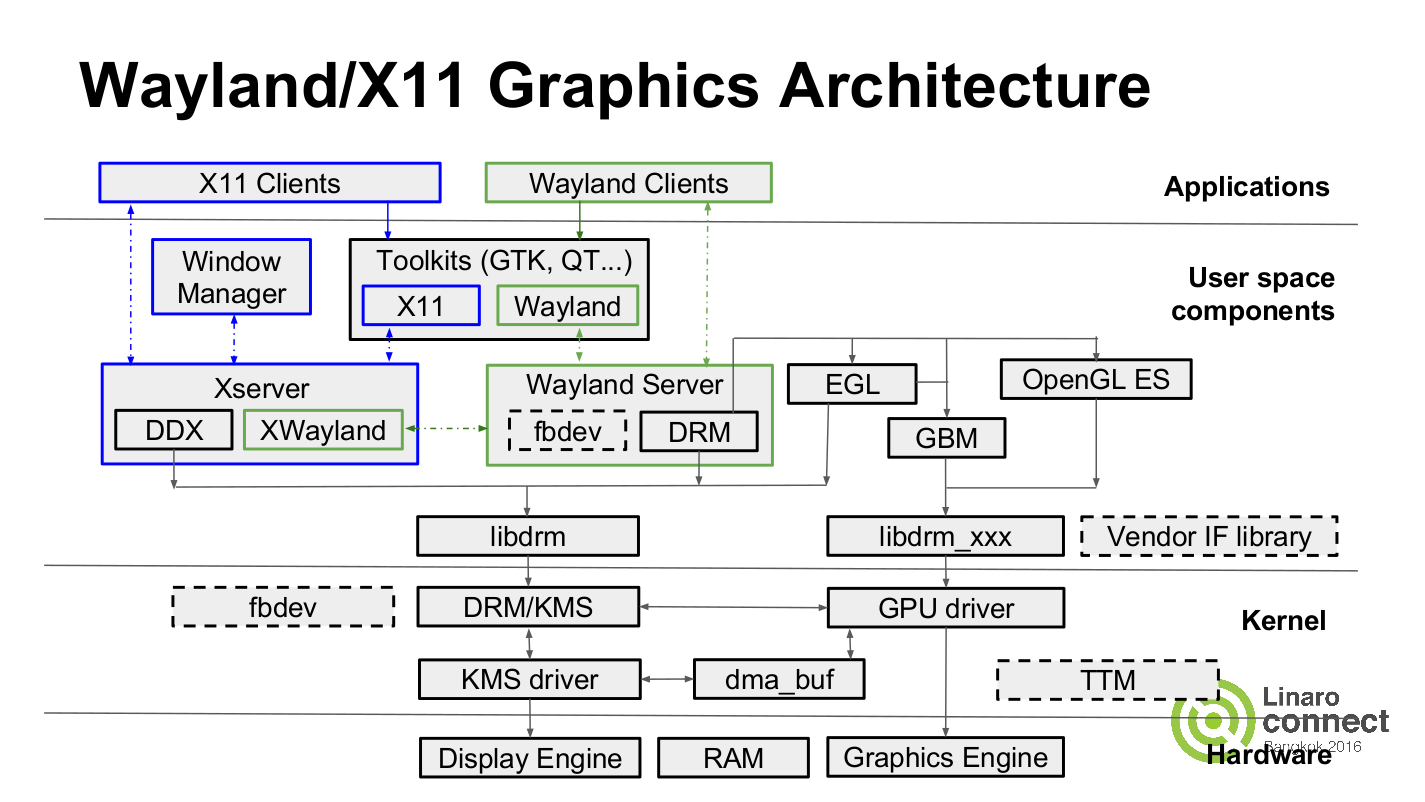 Wayland/X11 Graphics Architecture
X11 Clients
Wayland Clients
Applications
Window
Manager
Toolkits (GTK, QT...)
X11
Wayland
User space
components
Xserver
DDX
XWayland
Wayland Server
fbdev
DRM
EGL
GBM
OpenGL ES
libdrm
libdrm_xxx
Vendor IF library
fbdev
DRM/KMS
GPU driver
Kernel
KMS driver
dma_buf
TTM
Linaro
connect
Bangkok 2016
Display Engine
RAM
Graphics Engine
Hardware